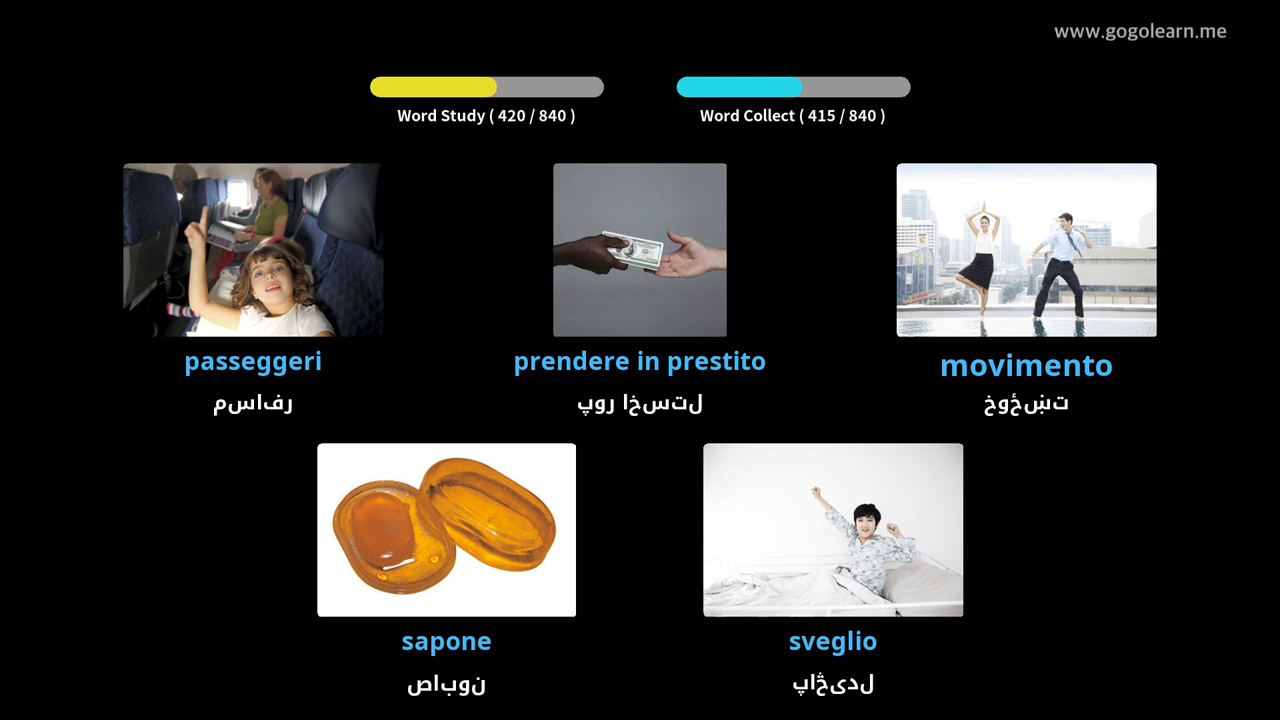 www.gogolearn.me
Word Study ( 420 / 840 )
Word Collect ( 415 / 840 )
passeggeri
رفاسم
prendere in prestito
لتسخا روپ
movimento
تښځوخ
sapone
نوباص
sveglio
لدیڅاپ